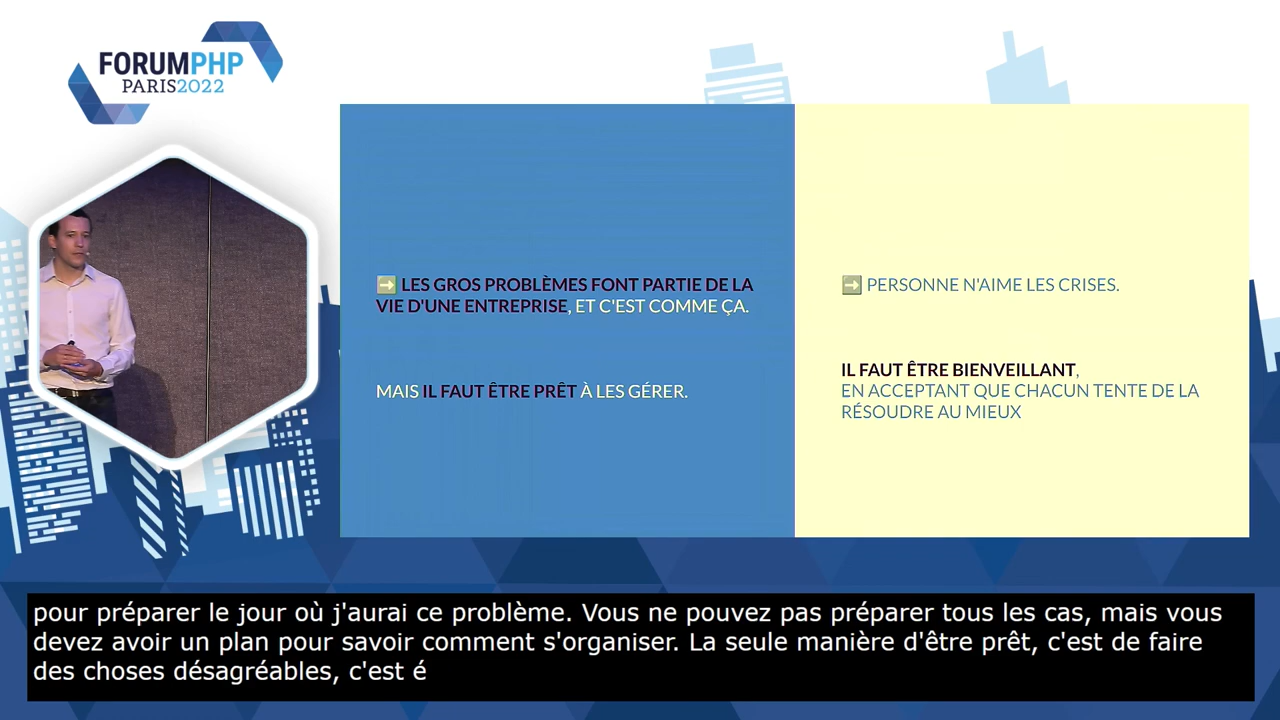 FORUMPHP
PARIS2022
➡ LES GROS PROBLÈMES FONT PARTIE DE LA
VIE D'UNE ENTREPRISE, ET C'EST COMME ÇA.
MAIS IL FAUT ÊTRE PRÊT À LES GÉRER.
➡ PERSONNE N'AIME LES CRISES.
IL FAUT ÊTRE BIENVEILLANT,
EN ACCEPTANT QUE CHACUN TENTE DE LA
RÉSOUDRE AU MIEUX
pour préparer le jour où j'aurai ce problème. Vous ne pouvez pas préparer tous les cas, mais vous
devez avoir un plan pour savoir comment s'organiser. La seule manière d'être prêt, c'est de faire
des choses désagréables, c'est é